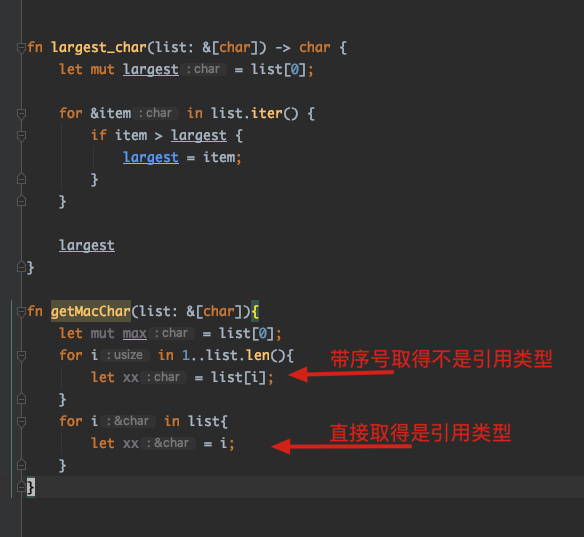 fn largest_char(list: &[char]) -> char {
let mut largest : char = list[0];
for &item : char in list.iter() {
if item > largest {
largest = item;
}
}
largest
}
fn getMacChar(list: &[char]){
let mut max : char = list[0];
for i : usize in 1..list.len(){
let xx : char = list[i]; 带序号取得不是引用类型
}
for i : &char in list{
let xx : &char = i; 直接取得是引用类型
}
}